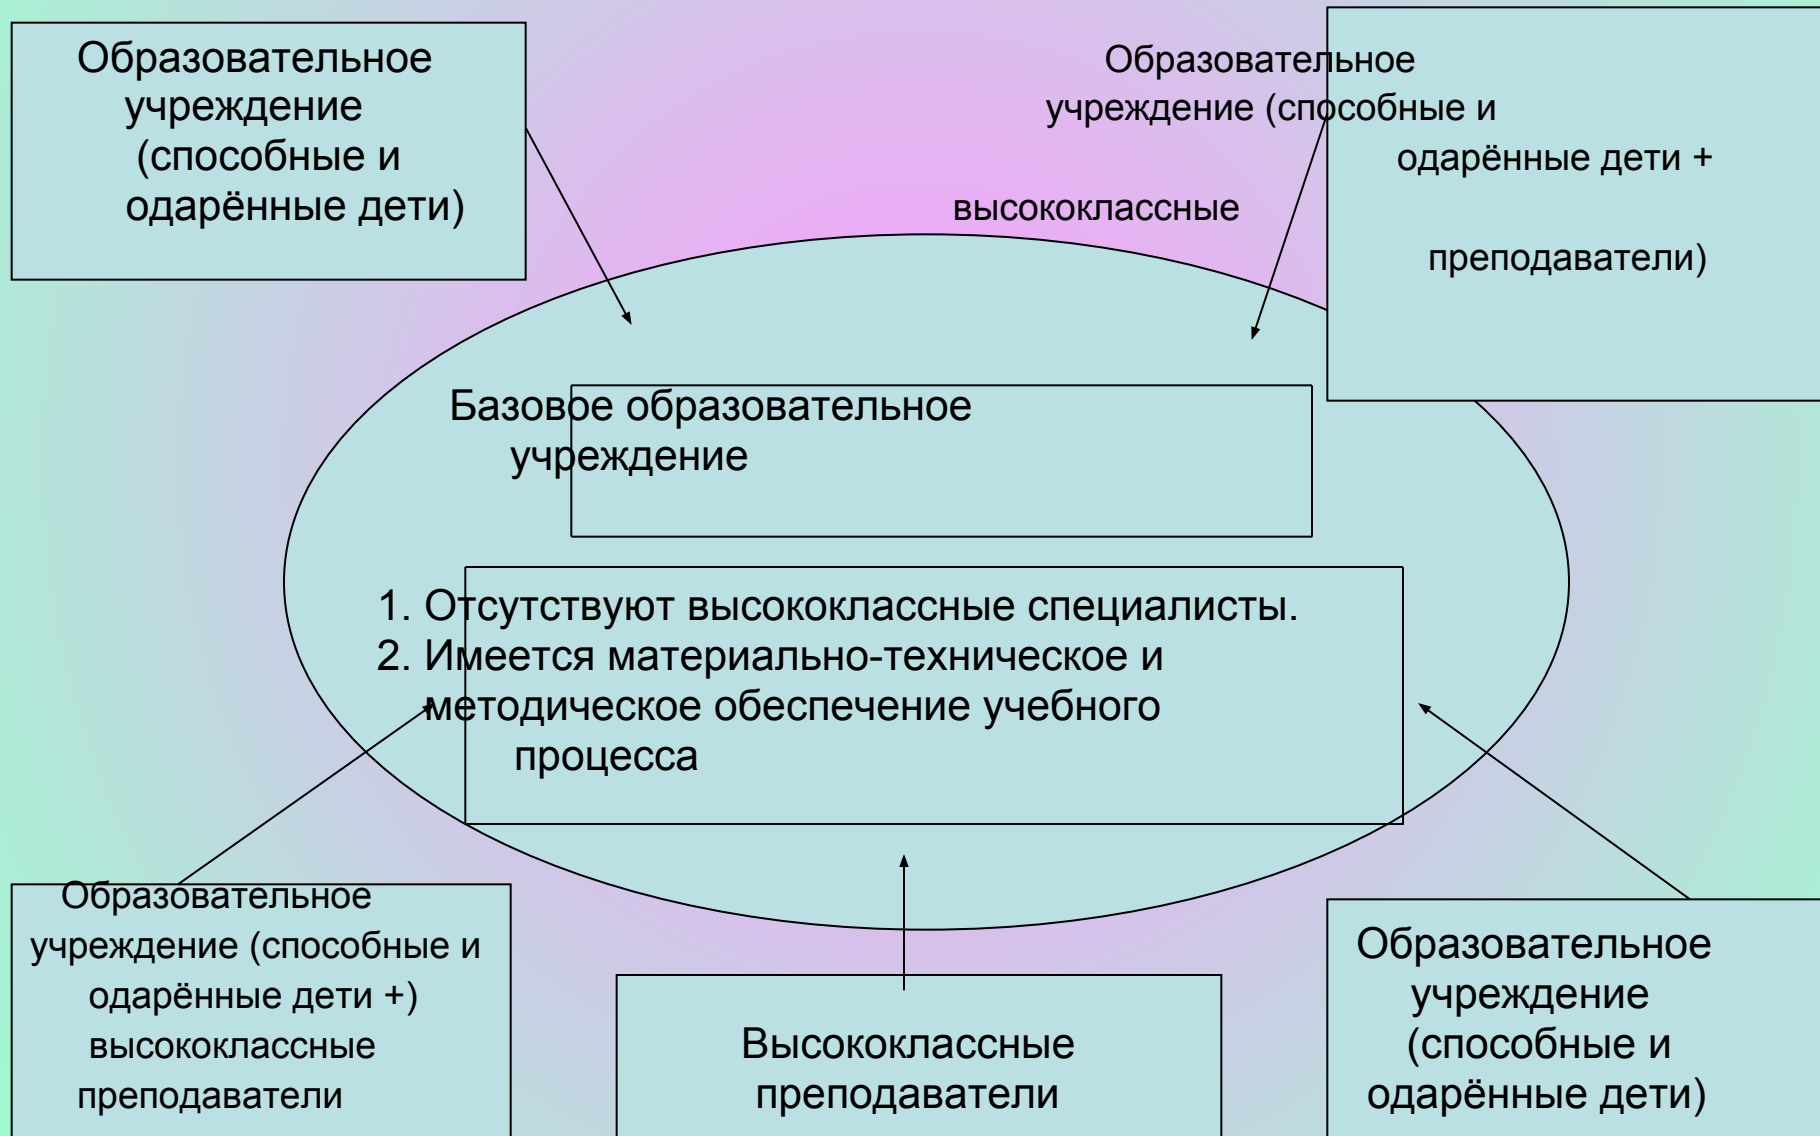 Образовательное
учреждение
(способные и
одарённые дети)
Образовательное
учреждение (способные и
одарённые дети +
высококлассные
преподаватели)
Базовое образовательное
учреждение
1. Отсутствуют высококлассные специалисты.
2. Имеется материально-техническое и
методическое обеспечение учебного
процесса
Образовательное
учреждение (способные и
одарённые дети +)
высококлассные
преподаватели
Высококлассные
преподаватели
Образовательное
учреждение
(способные и
одарённые дети)